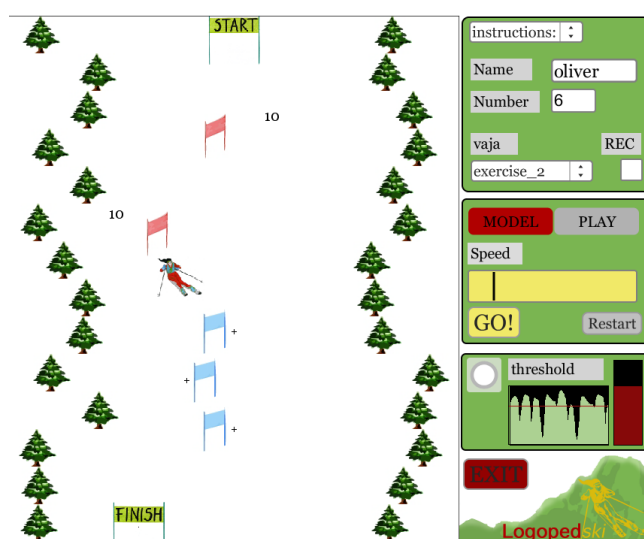 START
10
10
+
+
+
FINISH
instructions:
Name
oliver
Number
6
vaja
REC
exercise_2
MODEL
PLAY
Speed
GO!
Restart
threshold
EXIT
Logopedski